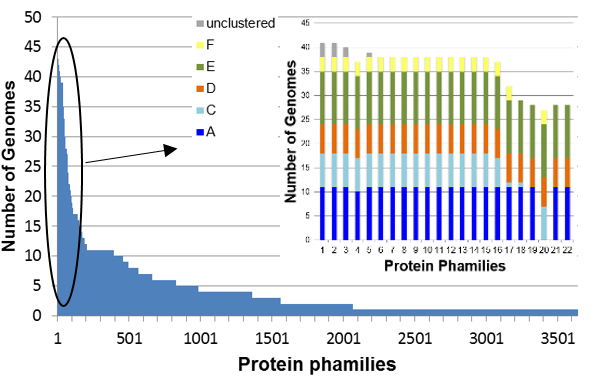 50
45
40
35
30
25
20
15
10
5
0
Number of Genomes
1 501 1001 1501 2001 2501 3001 3501
Protein phamilies
unclustered
F
E
D
C
A
45
40
35
30
25
20
15
10
5
0
Number of Genomes
1 2 3 4 5 6 7 8 9 10 11 12 13 14 15 16 17 18 19 20 21 22
Protein Phamilies